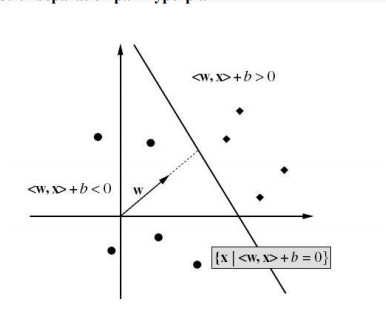 <w, x> + b > 0
<w, x> + b < 0
w
{x | <w, x> + b = 0}